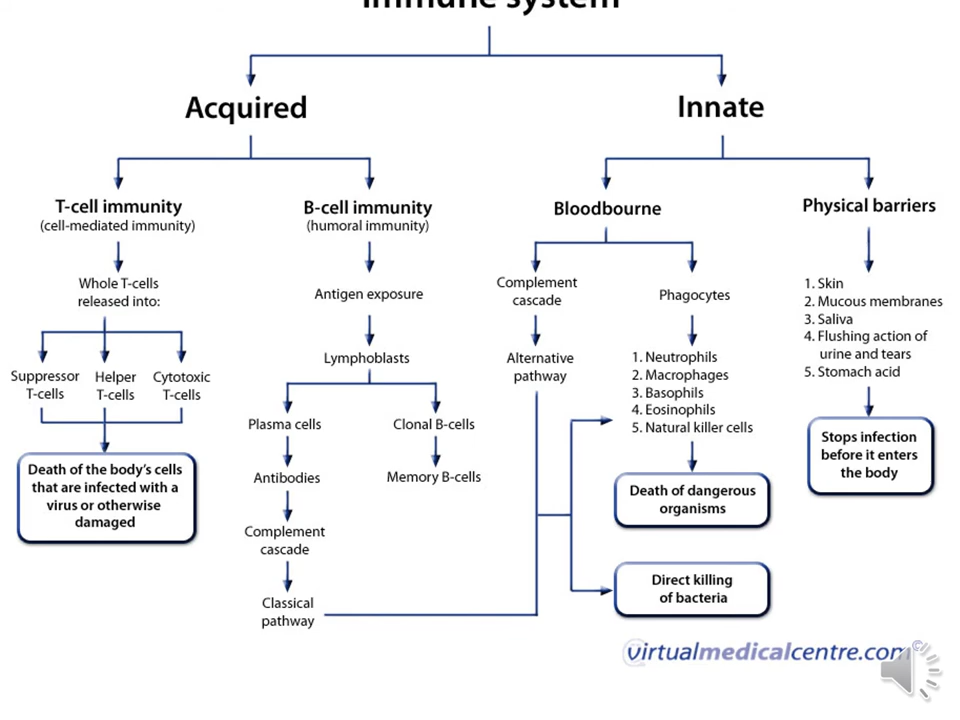 Immune system
Acquired
Innate
T-cell immunity
(cell-mediated immunity)
B-cell immunity
(humoral immunity)
Bloodbourne
Physical barriers
Whole T-cells
released into:
Antigen exposure
Complement
cascade
Phagocytes
1. Skin
2. Mucous membranes
3. Saliva
4. Flushing action of
urine and tears
5. Stomach acid
Suppressor
T-cells
Helper
T-cells
Cytotoxic
T-cells
Lymphoblasts
Alternative
pathway
1. Neutrophils
2. Macrophages
3. Basophils
4. Eosinophils
5. Natural killer cells
Plasma cells
Clonal B-cells
Stops infection
before it enters
the body
Death of the body's cells
that are infected with a
virus or otherwise
damaged
Antibodies
Memory B-cells
Death of dangerous
organisms
Complement
cascade
Direct killing
of bacteria
Classical
pathway
virtualmedicalcentre.com©